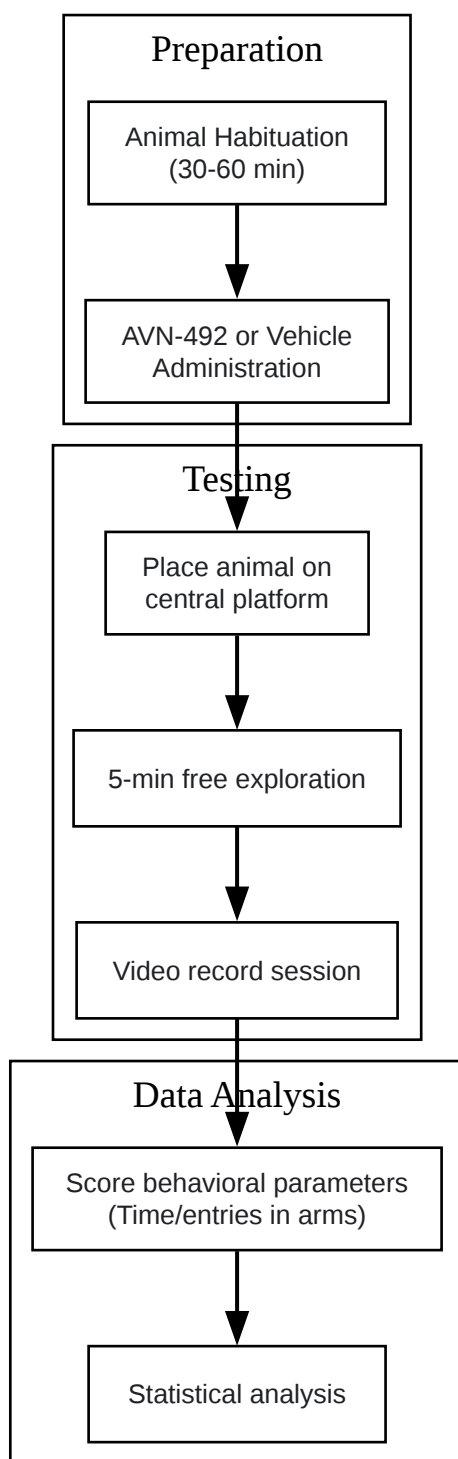 Preparation
Animal Habituation
(30-60 min)
AVN-492 or Vehicle
Administration
Testing
Place animal on
central platform
5-min free exploration
Video record session
Data Analysis
Score behavioral parameters
(Time/entries in arms)
Statistical analysis